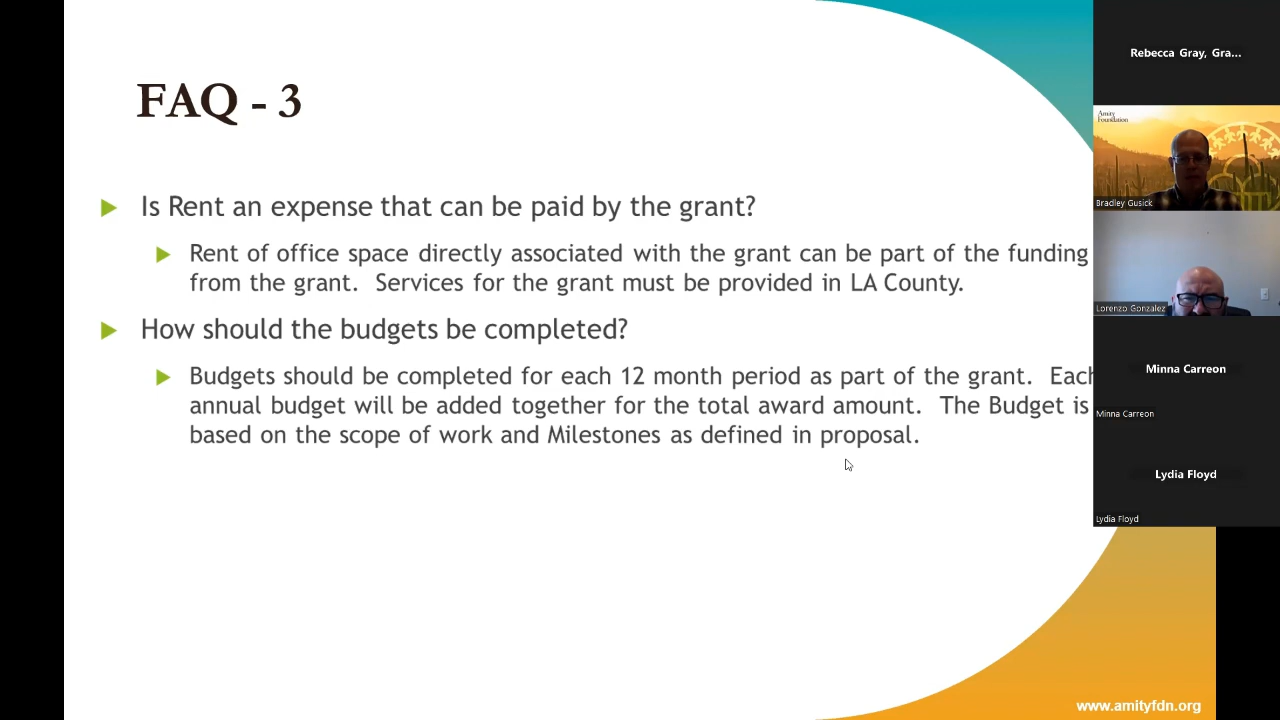 FAQ - 3
Is Rent an expense that can be paid by the grant?
Rent of office space directly associated with the grant can be part of the funding
from the grant. Services for the grant must be provided in LA County.
How should the budgets be completed?
Budgets should be completed for each 12 month period as part of the grant. Each
annual budget will be added together for the total award amount. The Budget is
based on the scope of work and Milestones as defined in proposal.
www.amityfdn.org
Rebecca Gray, Gra...
Amity
Foundation
Bradley Gusick
Lorenzo Gonzalez
Minna Carreon
Minna Carreon
Lydia Floyd
Lydia Floyd